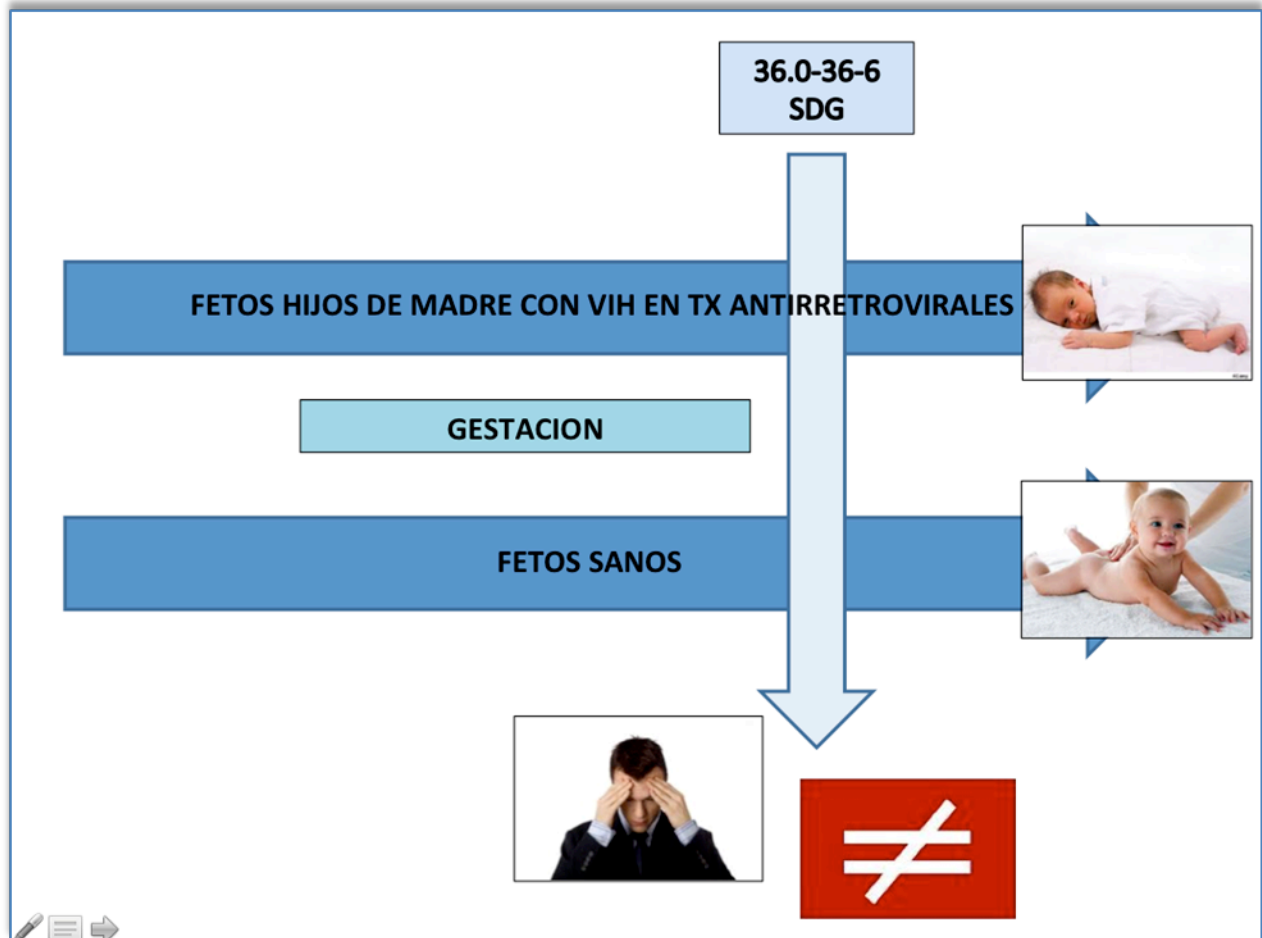 36.0-36-6
SDG
FETOS HIJOS DE MADRE CON VIH EN TX ANTIRRETROVIRALES
GESTACION
FETOS SANOS